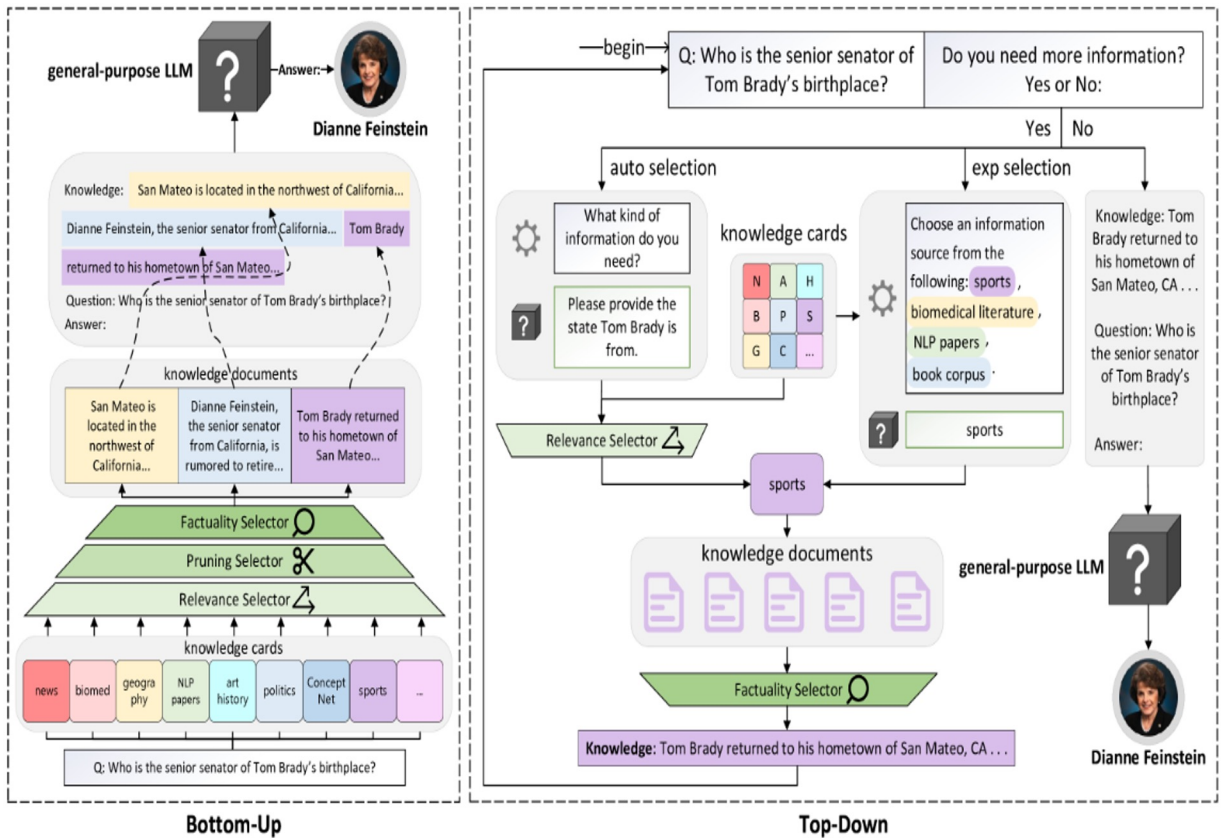 general-purpose LLM
?
Answer:
Dianne Feinstein
Knowledge: San Mateo is located in the northwest of California...
Dianne Feinstein, the senior senator from California... Tom Brady
returned to his hometown of San Mateo...
Question: Who is the senior senator of Tom Brady's birthplace?
Answer:
knowledge documents
San Mateo is
located in the
northwest of
California...
Dianne Feinstein,
the senior senator
from California, is
rumored to retire...
Tom Brady returned
to his hometown of
San Mateo...
Factuality Selector
Pruning Selector
Relevance Selector
knowledge cards
news
biomed
geogra
phy
NLP
papers
art
history
politics
Concept
Net
sports
...
Q: Who is the senior senator of Tom Brady's birthplace?
Bottom-Up
begin
Q: Who is the senior senator of
Tom Brady's birthplace?
Do you need more information?
Yes or No:
Yes
No
auto selection
exp selection
What kind of
information do you
need?
?
Please provide the
state Tom Brady is
from.
knowledge cards
N A H
B P S
G C ...
Choose an information
source from the
following: sports ,
biomedical literature ,
NLP papers ,
book corpus .
?
sports
Knowledge: Tom
Brady returned to
his hometown of
San Mateo, CA . . .
Question: Who is
the senior senator
of Tom Brady's
birthplace?
Answer:
Relevance Selector
sports
knowledge documents
Factuality Selector
Knowledge: Tom Brady returned to his hometown of San Mateo, CA . . .
general-purpose LLM
?
Dianne Feinstein
Top-Down